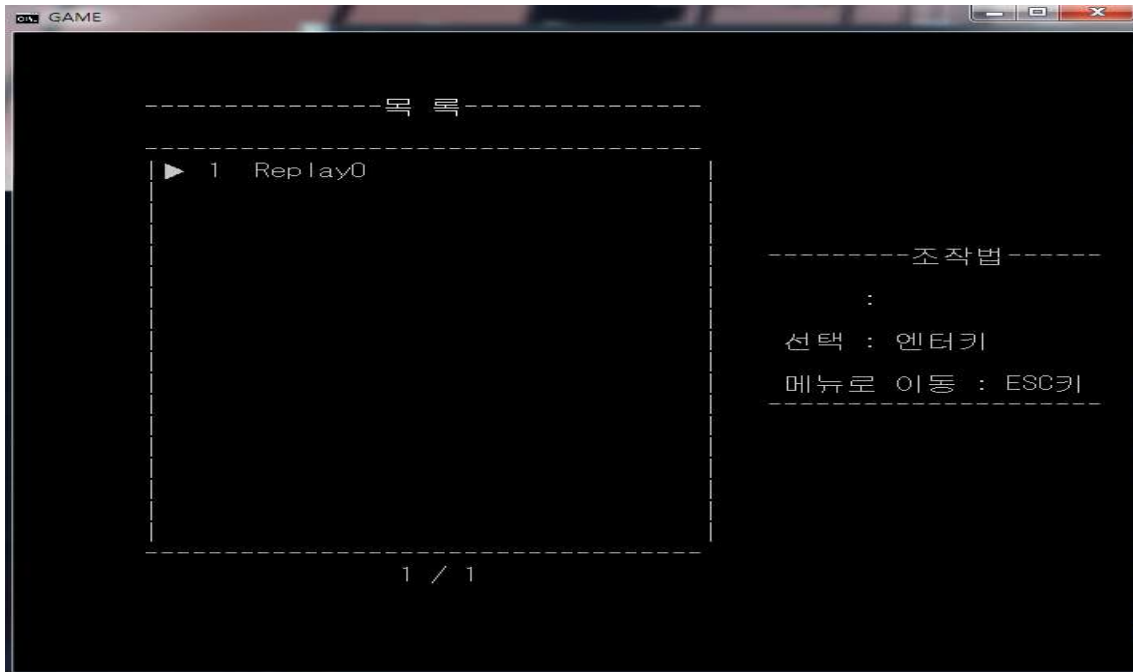 GAME
---------------목 록---------------
▶ 1 Replay0
1 / 1
---------조작법------
:
선택 : 엔터키
메뉴로 이동 : ESC키